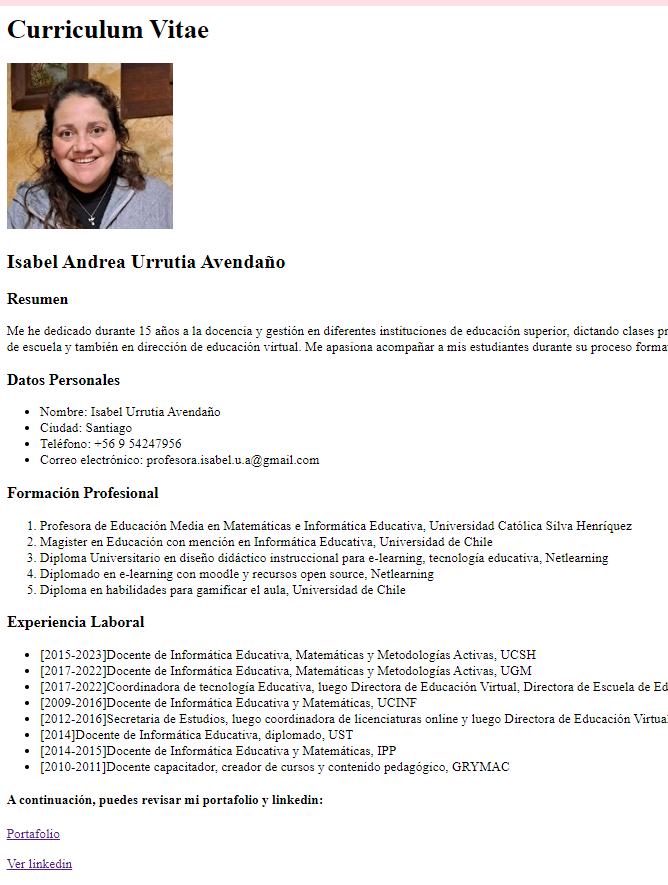 Curriculum Vitae
Isabel Andrea Urrutia Avendaño
Resumen
Me he dedicado durante 15 años a la docencia y gestión en diferentes instituciones de educación superior, dictando clases
de escuela y también en dirección de educación virtual. Me apasiona acompañar a mis estudiantes durante su proceso
Datos Personales
• Nombre: Isabel Urrutia Avendaño
• Ciudad: Santiago
• Teléfono: +56 9 54247956
• Correo electrónico: profesora.isabel.u.a@gmail.com
Formación Profesional
1. Profesora de Educación Media en Matemáticas e Informática Educativa, Universidad Católica Silva Henríquez
2. Magister en Educación con mención en Informática Educativa, Universidad de Chile
3. Diploma Universitario en diseño didáctico instruccional para e-learning, tecnología educativa, Netlearning
4. Diplomado en e-learning con moodle y recursos open source, Netlearning
5. Diploma en habilidades para gamificar el aula, Universidad de Chile
Experiencia Laboral
• [2015-2023]Docente de Informática Educativa, Matemáticas y Metodologías Activas, UCSH
• [2017-2022]Docente de Informática Educativa, Matemáticas y Metodologías Activas, UGM
• [2017-2022]Coordinadora de tecnología Educativa, luego Directora de Educación Virtual, Directora de Escuela de
• [2009-2016]Docente de Informática Educativa y Matemáticas, UCINF
• [2012-2016]Secretaria de Estudios, luego coordinadora de licenciaturas online y luego Directora de Educación
• [2014]Docente de Informática Educativa, diplomado, UST
• [2014-2015]Docente de Informática Educativa y Matemáticas, IPP
• [2010-2011]Docente capacitador, creador de cursos y contenido pedagógico, GRYMAC
A continuación, puedes revisar mi portafolio y linkedin:
Portafolio
Ver linkedin